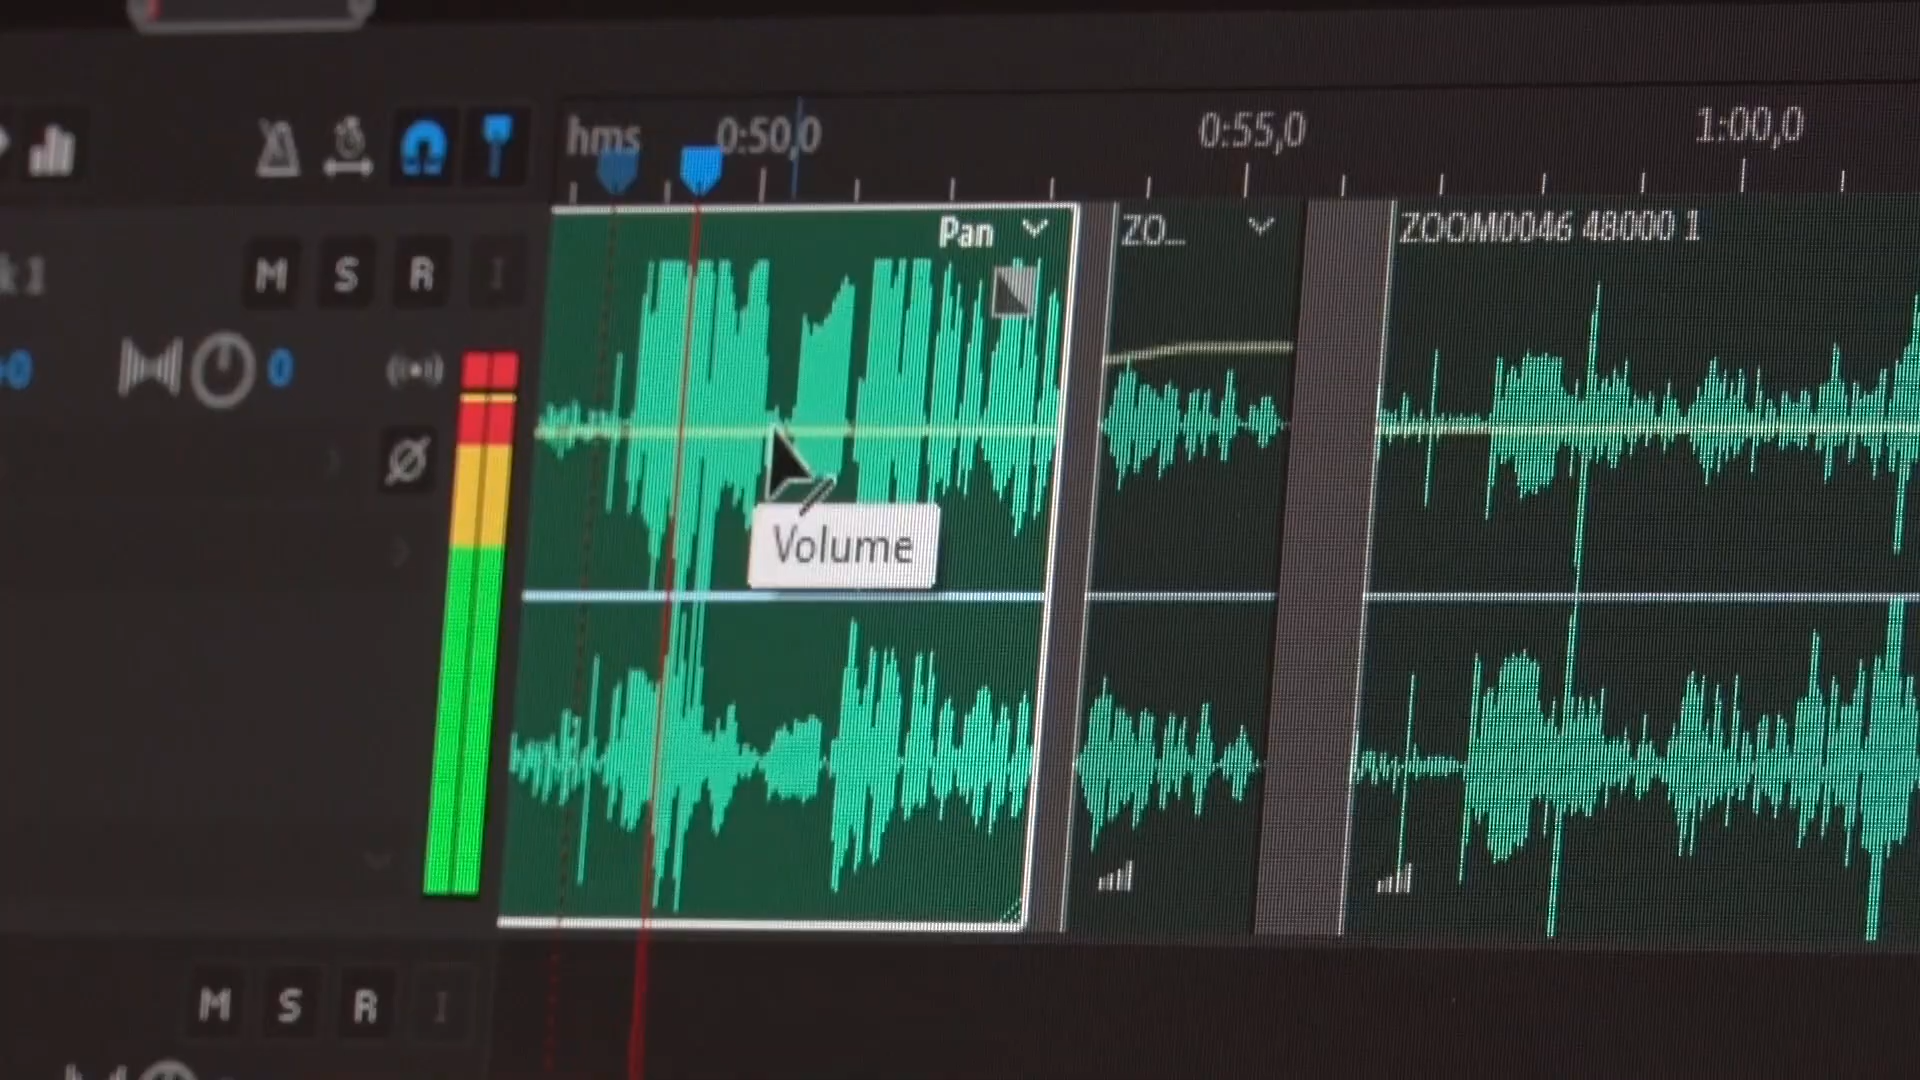 hms 0:50,0 0:55,0 1:00,0
Pan ZO... ZOOM0046 48000 1
k 1 M S R I
0
Volume
M S R I